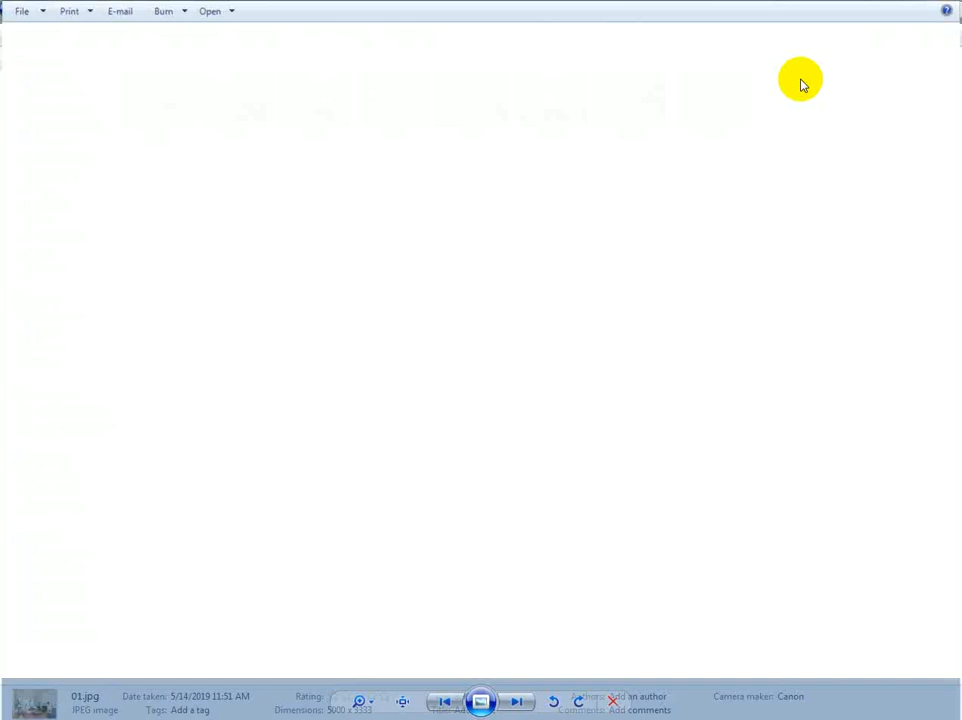 File Print E-mail Burn Open
01.jpg Date taken: 5/14/2019 11:51 AM Rating: Authors: Add an author Camera maker: Canon
JPEG image Tags: Add a tag Dimensions: 5000 x 3333 Comments: Add comments